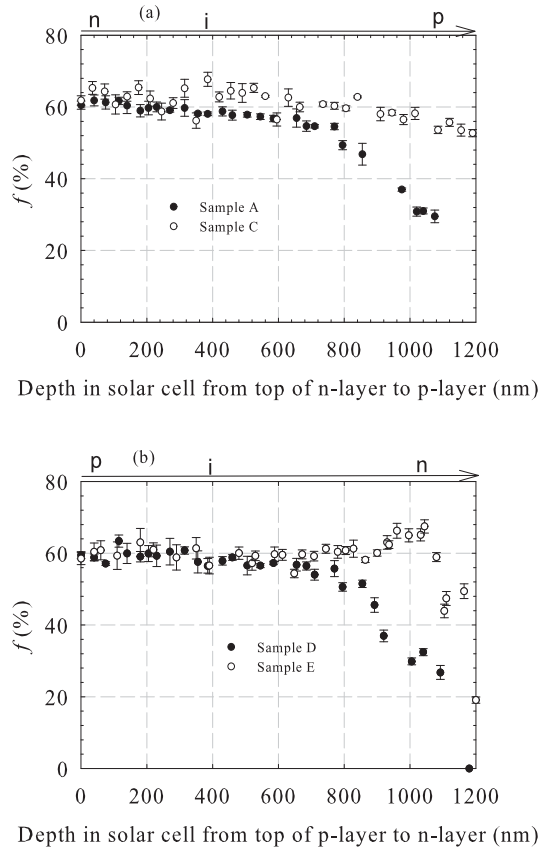 (a)
n i p
80
60
40
20
0
f (%)
Sample A
Sample C
0 200 400 600 800 1000 1200
Depth in solar cell from top of n-layer to p-layer (nm)
(b)
p i n
80
60
40
20
0
f (%)
Sample D
Sample E
0 200 400 600 800 1000 1200
Depth in solar cell from top of p-layer to n-layer (nm)